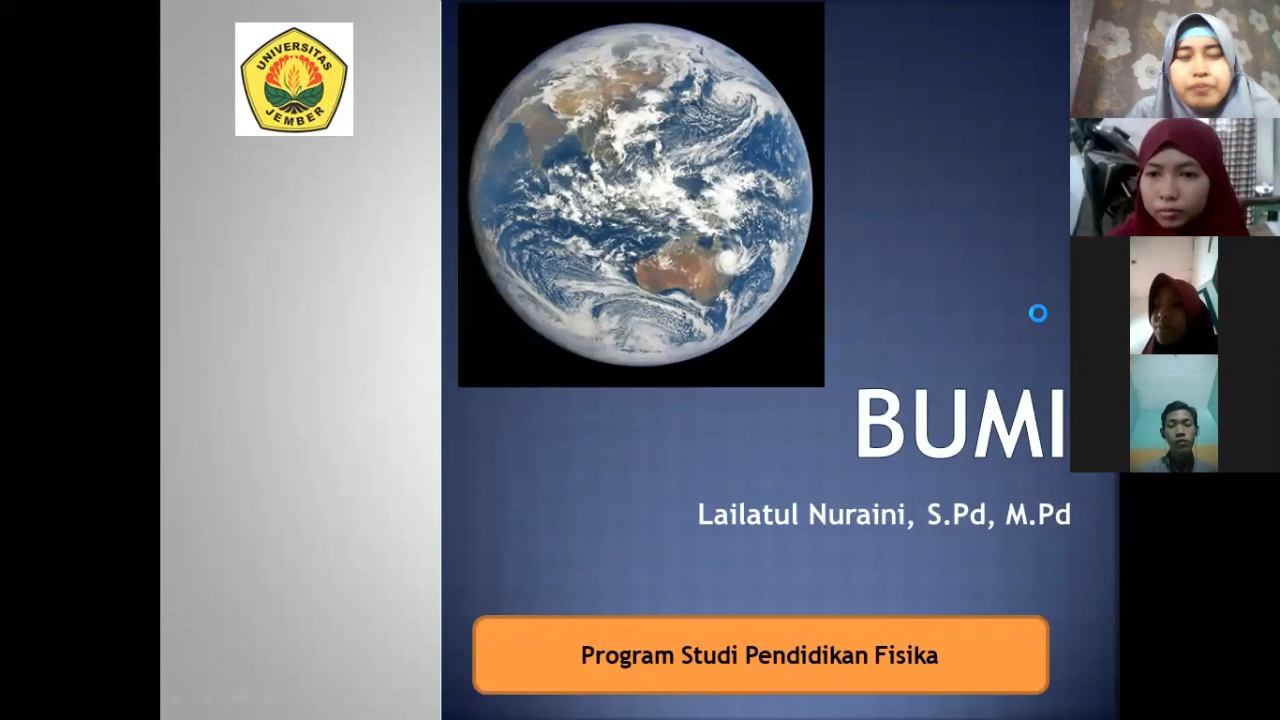 UNIVERSITAS
JEMBER
BUMI
Lailatul Nuraini, S.Pd, M.Pd
Program Studi Pendidikan Fisika